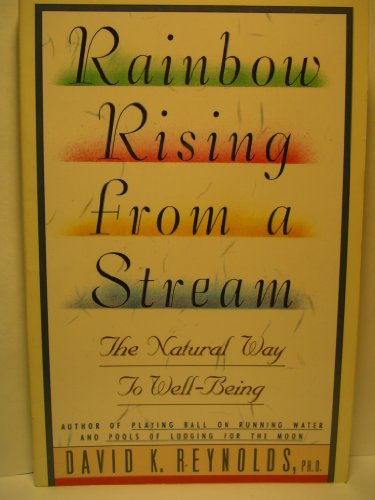 Rainbow
Rising
from a
Stream
The Natural Way
To Well-Being
AUTHOR OF PLAYING BALL ON RUNNING WATER
AND POOLS OF LODGING FOR THE MOON
DAVID K. REYNOLDS, PH.D.